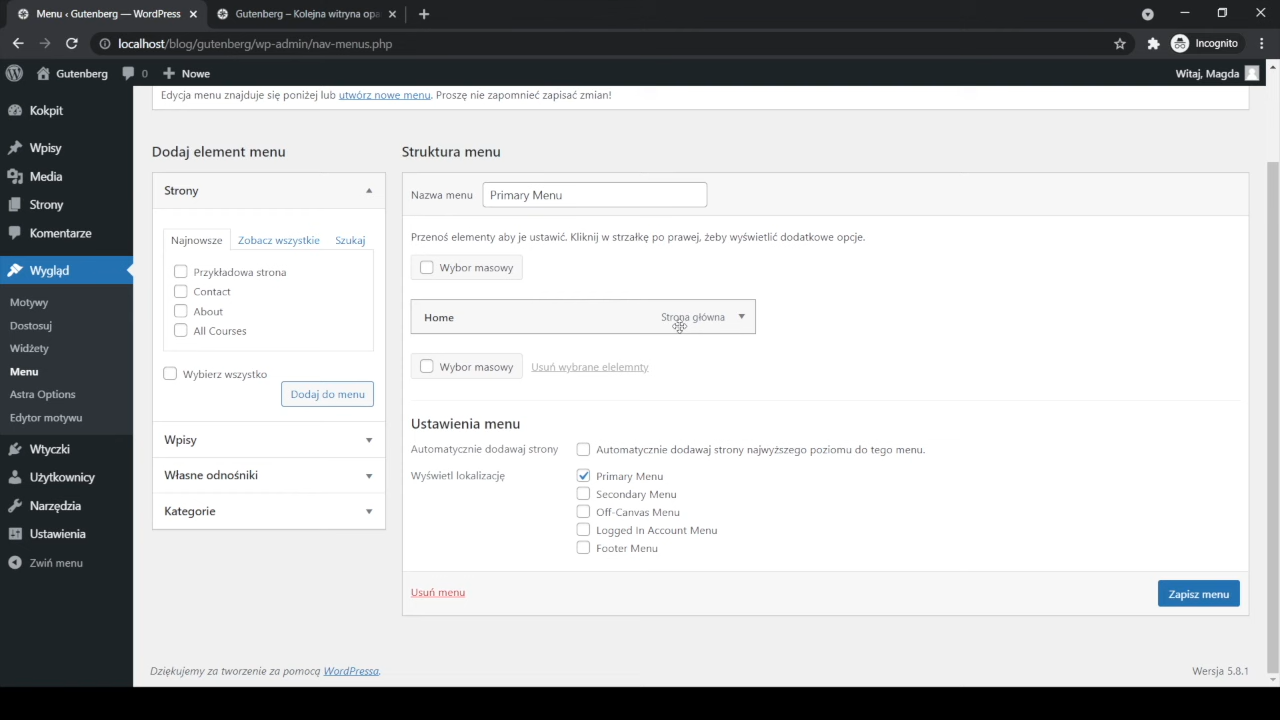 Menu ‹ Gutenberg — WordPress
Gutenberg – Kolejna witryna opa
localhost/blog/gutenberg/wp-admin/nav-menus.php
Incognito
Gutenberg
0
Nowe
Witaj, Magda
Kokpit
Wpisy
Media
Strony
Komentarze
Wygląd
Motywy
Dostosuj
Widżety
Menu
Astra Options
Edytor motywu
Wtyczki
Użytkownicy
Narzędzia
Ustawienia
Zwiń menu
Edycja menu znajduje się poniżej lub utwórz nowe menu. Proszę nie zapomnieć zapisać zmian!
Dodaj element menu
Strony
Najnowsze Zobacz wszystkie Szukaj
Przykładowa strona
Contact
About
All Courses
Wybierz wszystko
Dodaj do menu
Wpisy
Własne odnośniki
Kategorie
Struktura menu
Nazwa menu Primary Menu
Przenoś elementy aby je ustawić. Kliknij w strzałkę po prawej, żeby wyświetlić dodatkowe opcje.
Wybor masowy
Home Strona główna
Wybor masowy Usuń wybrane elelemnty
Ustawienia menu
Automatycznie dodawaj strony Automatycznie dodawaj strony najwyższego poziomu do tego menu.
Wyświetl lokalizację Primary Menu
Secondary Menu
Off-Canvas Menu
Logged In Account Menu
Footer Menu
Usuń menu Zapisz menu
Dziękujemy za tworzenie za pomocą WordPressa. Wersja 5.8.1